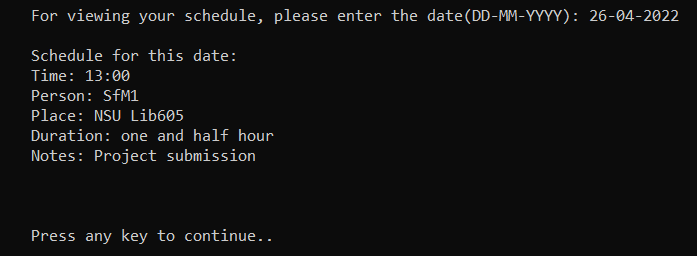 For viewing your schedule, please enter the date(DD-MM-YYYY): 26-04-2022
Schedule for this date:
Time: 13:00
Person: SfM1
Place: NSU Lib605
Duration: one and half hour
Notes: Project submission
Press any key to continue..